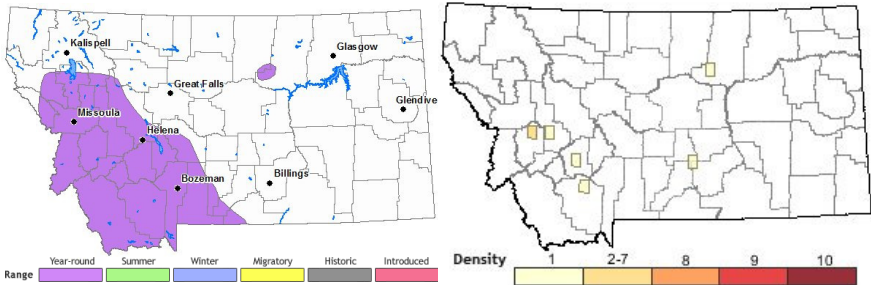 Kalispell
Glasgow
Great Falls
Glendive
Missoula
Helena
Bozeman
Billings
Range Year-round Summer Winter Migratory Historic Introduced
Density 1 2-7 8 9 10